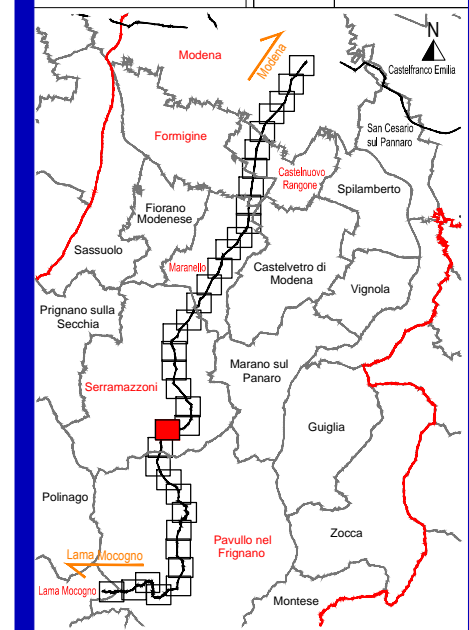 N
Modena
Modena
Castelfranco Emilia
Formigine
San Cesario
sul Pannaro
Castelnuovo
Rangone
Spilamberto
Fiorano
Modenese
Sassuolo
Maranello
Castelvetro di
Modena
Vignola
Prignano sulla
Secchia
Marano sul
Panaro
Serramazzoni
Guiglia
Polinago
Pavullo nel
Frignano
Zocca
Lama Mocogno
Lama Mocogno
Montese